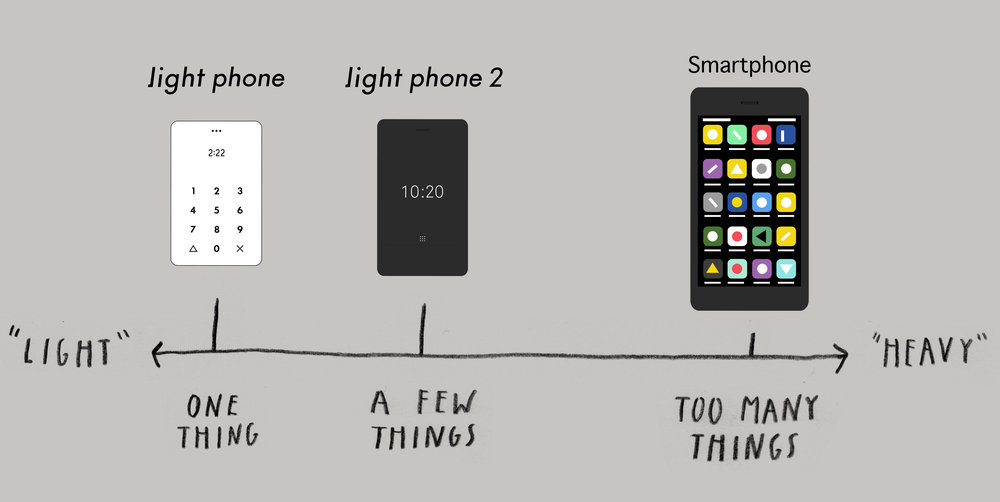 light phone
light phone 2
Smartphone
2:22
1 2 3
4 5 6
7 8 9
0 ×
10:20
"LIGHT"
"HEAVY"
ONE
THING
A FEW
THINGS
TOO MANY
THINGS